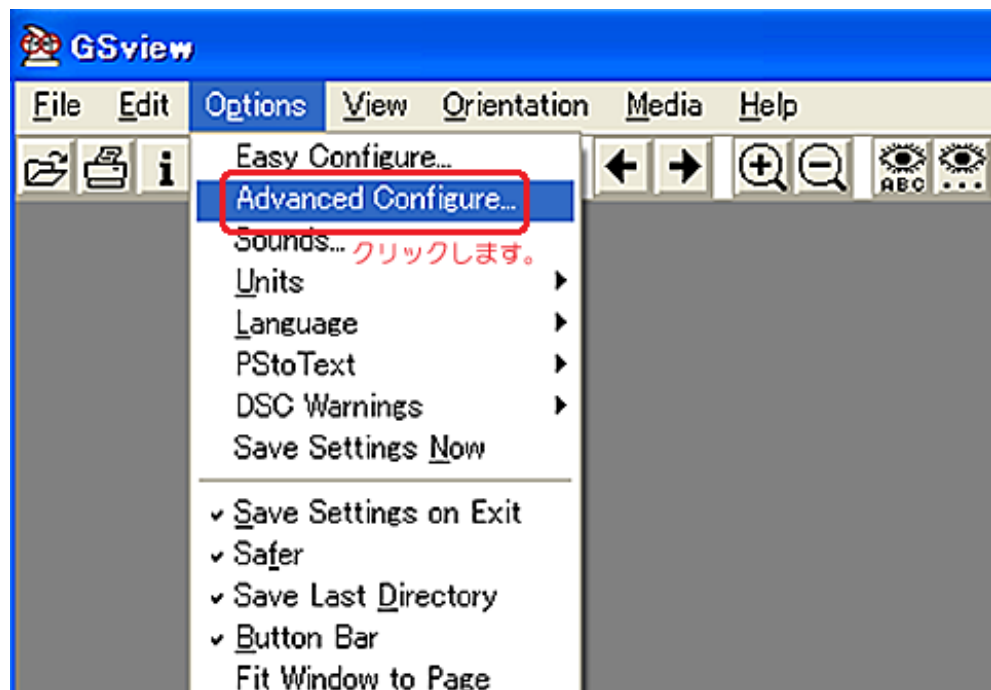 GSview
File Edit Options View Orientation Media Help
i
ABC ...
Easy Configure...
Advanced Configure...
Sounds...
クリックします。
Units
Language
PStoText
DSC Warnings
Save Settings Now
Save Settings on Exit
Safer
Save Last Directory
Button Bar
Fit Window to Page